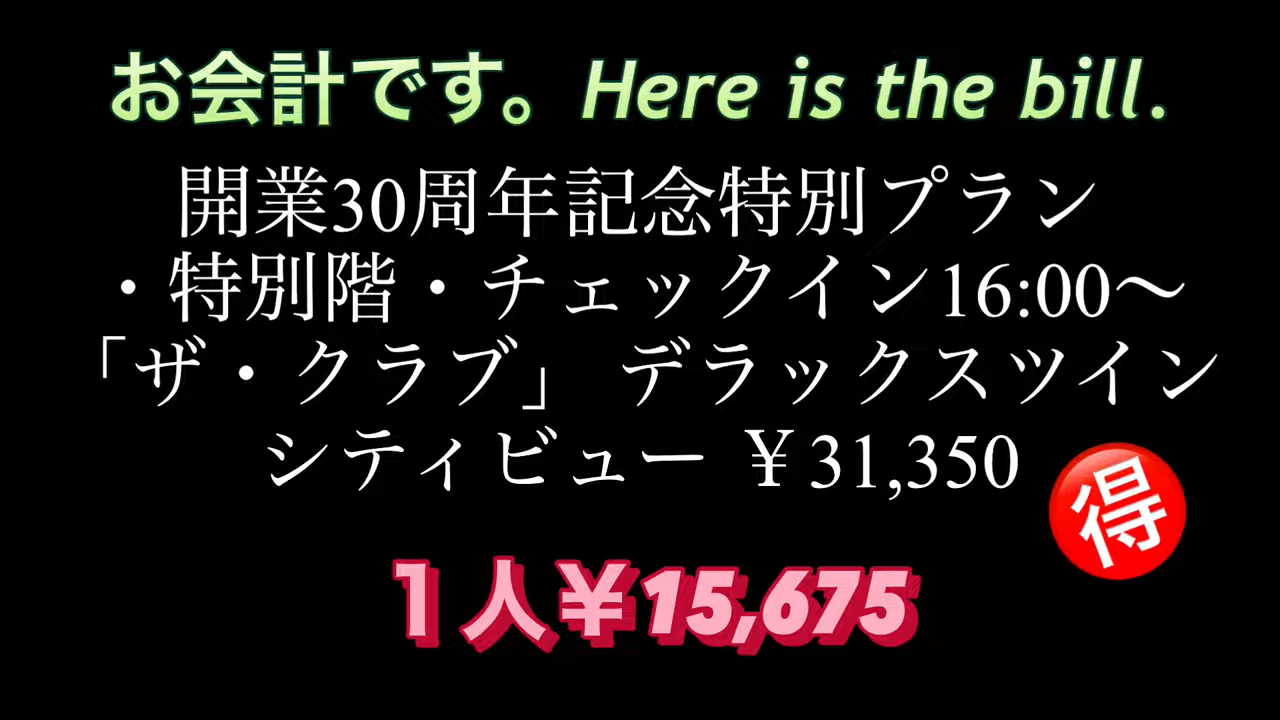 お会計です。Here is the bill.
開業30周年記念特別プラン
・特別階・チェックイン16:00〜
「ザ・クラブ」 デラックスツイン
シティビュー ￥31,350
得
1人￥15,675